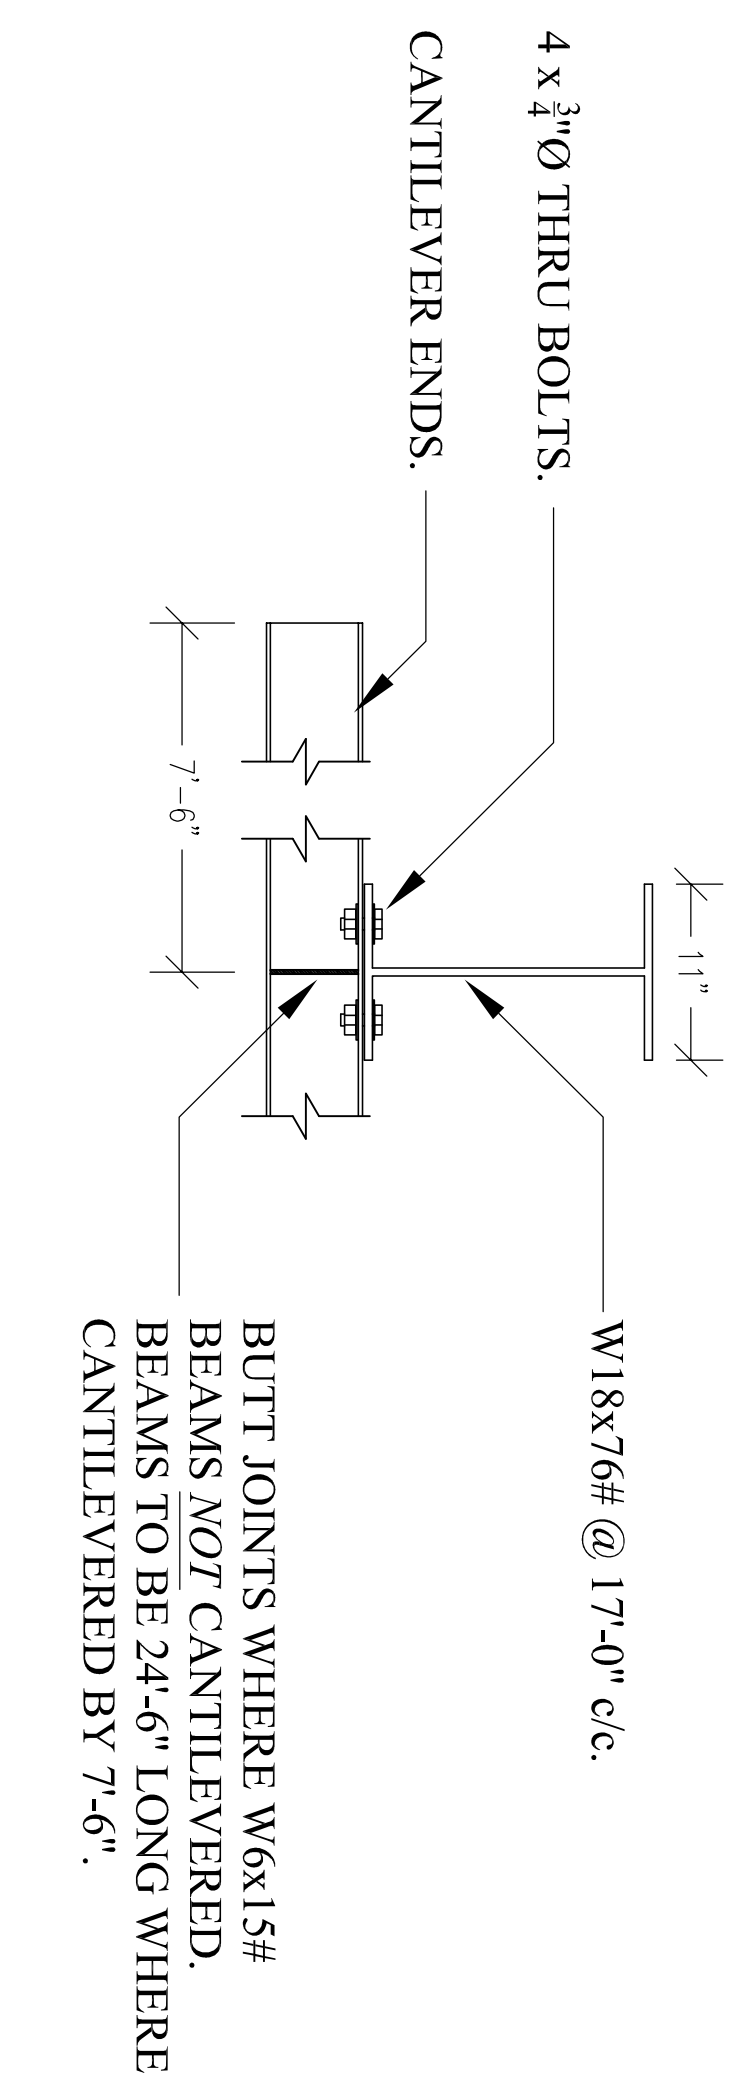 11”
4 x 3/4"Ø THRU BOLTS.
W18x76# @ 17'-0" c/c.
CANTILEVER ENDS.
7’-6”
BUTT JOINTS WHERE W6x15#
BEAMS NOT CANTILEVERED.
BEAMS TO BE 24'-6" LONG WHERE
CANTILEVERED BY 7'-6".